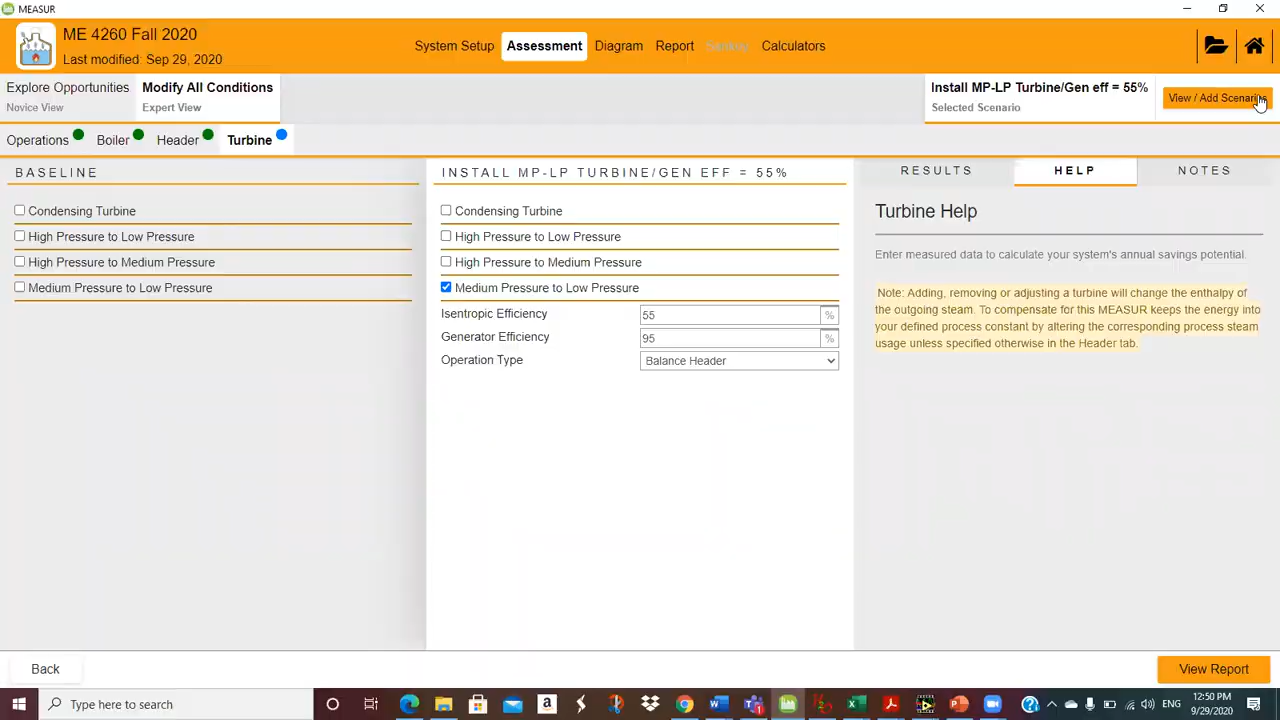 MEASUR
ME 4260 Fall 2020
Last modified: Sep 29, 2020
System Setup Assessment Diagram Report Sankey Calculators
Explore Opportunities
Novice View
Modify All Conditions
Expert View
Install MP-LP Turbine/Gen eff = 55%
Selected Scenario
View / Add Scenarios
Operations Boiler Header Turbine
BASELINE
Condensing Turbine
High Pressure to Low Pressure
High Pressure to Medium Pressure
Medium Pressure to Low Pressure
INSTALL MP-LP TURBINE/GEN EFF = 55%
Condensing Turbine
High Pressure to Low Pressure
High Pressure to Medium Pressure
Medium Pressure to Low Pressure
Isentropic Efficiency 55 %
Generator Efficiency 95 %
Operation Type Balance Header
RESULTS HELP NOTES
Turbine Help
Enter measured data to calculate your system's annual savings potential.
Note: Adding, removing or adjusting a turbine will change the enthalpy of
the outgoing steam. To compensate for this MEASUR keeps the energy into
your defined process constant by altering the corresponding process steam
usage unless specified otherwise in the Header tab.
Back
View Report
Type here to search
ENG
12:50 PM
9/29/2020